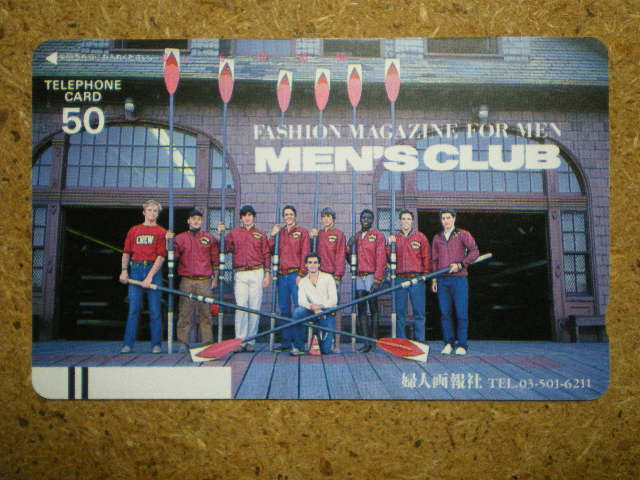 TELEPHONE
CARD
50
FASHION MAGAZINE FOR MEN
MEN'S CLUB
CREW
婦人画報社 TEL.03-501-6211